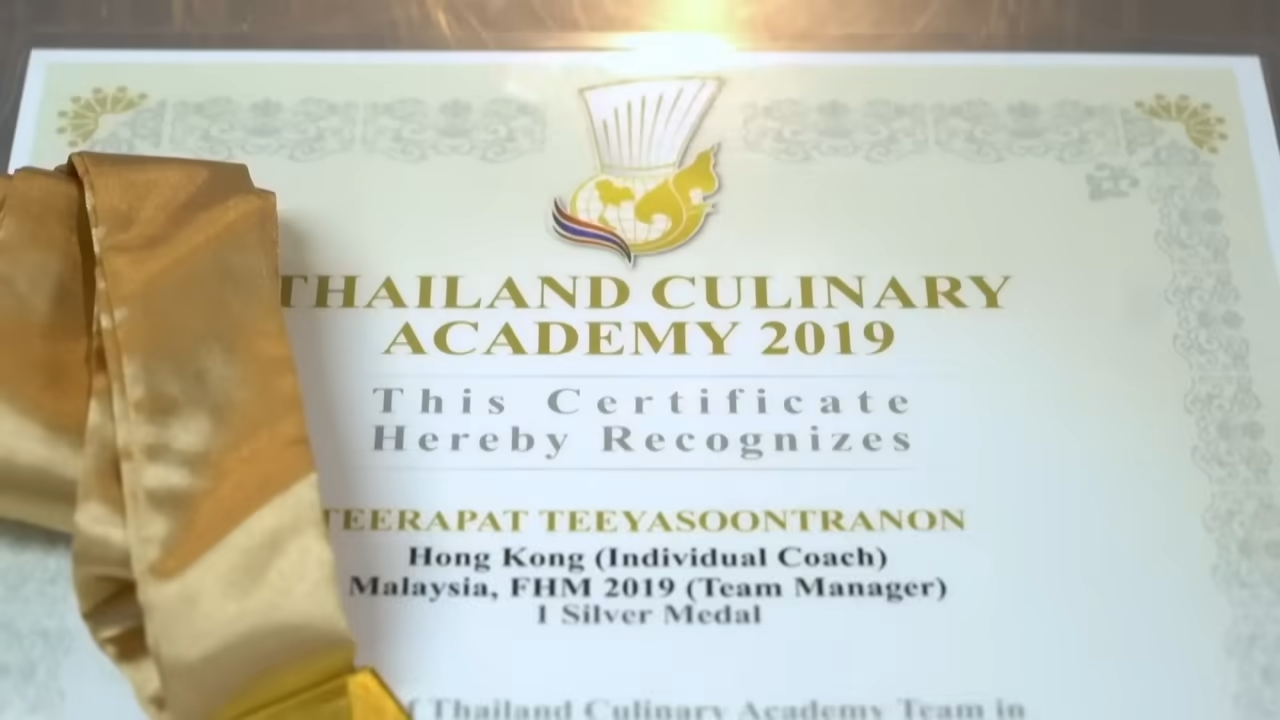 THAILAND CULINARY
ACADEMY 2019
This Certificate
Hereby Recognizes
TEERAPAT TEEYASOONTRANON
Hong Kong (Individual Coach)
Malaysia, FHM 2019 (Team Manager)
1 Silver Medal
Thailand Culinary Academy Team in